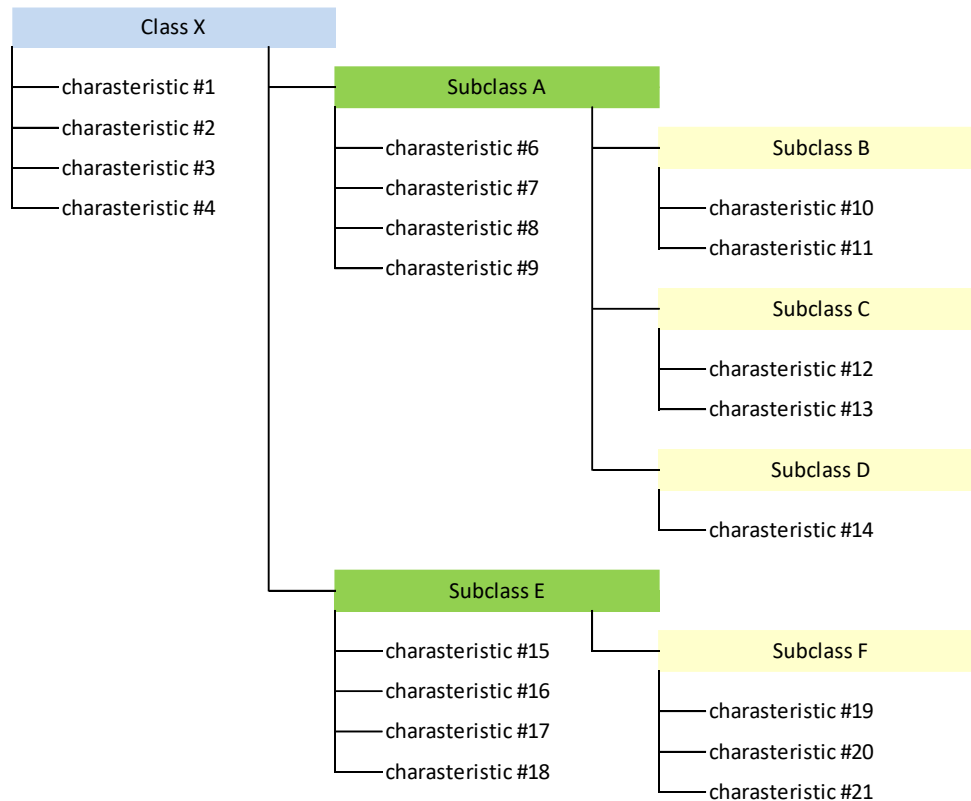 Class X
charasteristic #1
charasteristic #2
charasteristic #3
charasteristic #4
Subclass A
charasteristic #6
charasteristic #7
charasteristic #8
charasteristic #9
Subclass B
charasteristic #10
charasteristic #11
Subclass C
charasteristic #12
charasteristic #13
Subclass D
charasteristic #14
Subclass E
charasteristic #15
charasteristic #16
charasteristic #17
charasteristic #18
Subclass F
charasteristic #19
charasteristic #20
charasteristic #21